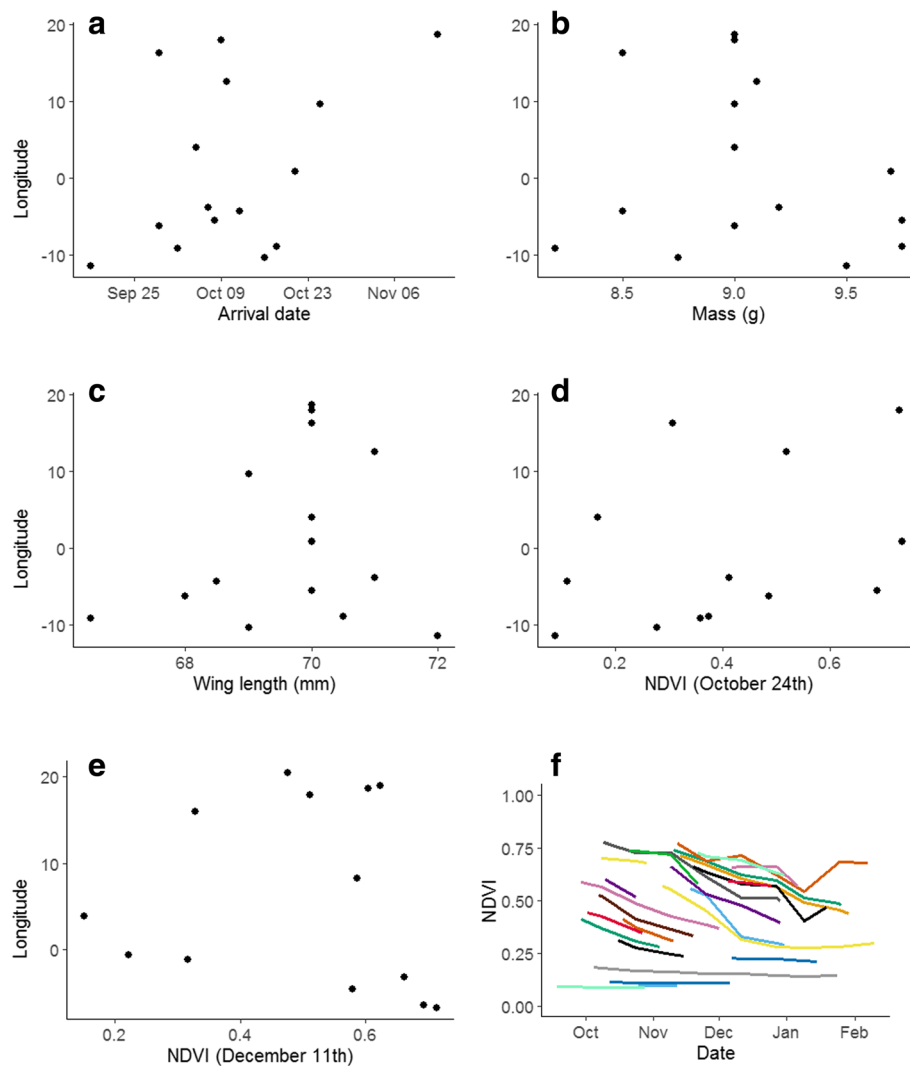 a
20
10
0
-10
Longitude
Sep 25 Oct 09 Oct 23 Nov 06
Arrival date
b
20
10
0
-10
8.5 9.0 9.5
Mass (g)
c
20
10
0
-10
Longitude
68 70 72
Wing length (mm)
d
20
10
0
-10
0.2 0.4 0.6
NDVI (October 24th)
e
20
10
0
Longitude
0.2 0.4 0.6
NDVI (December 11th)
f
1.00
0.75
0.50
0.25
0.00
NDVI
Oct Nov Dec Jan Feb
Date